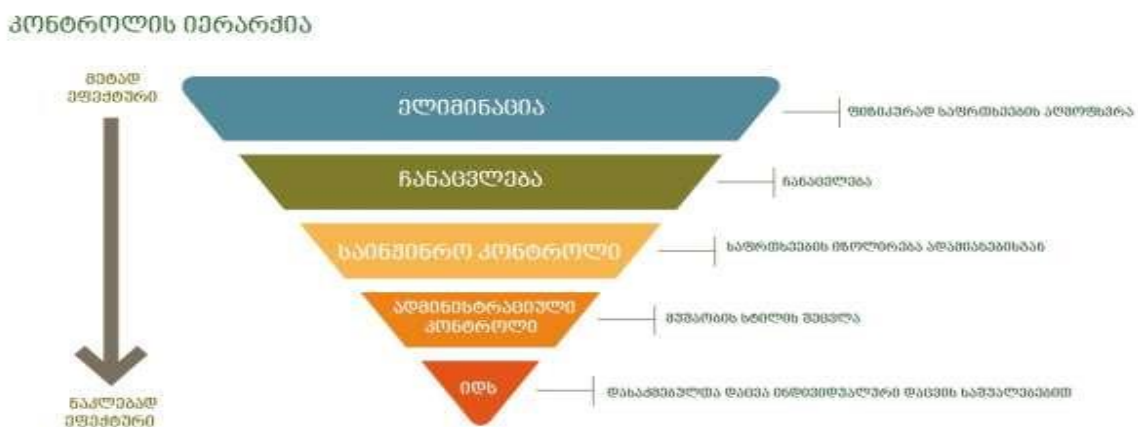 კონტროლის იერარქია
მეტად
ეფექტური
ელიმინაცია
ფიზიკურად საფრთხეების აღმოფხვრა
ჩანაცვლება
ჩანაცვლება
საინჟინრო კონტროლი
საფრთხეების იზოლირება ადამიანებისგან
ადმინისტრაციული
კონტროლი
მუშაობის სტილის შეცვლა
იდს
დასაქმებულთა დაცვა ინდივიდუალური დაცვის საშუალებებით
ნაკლებად
ეფექტური